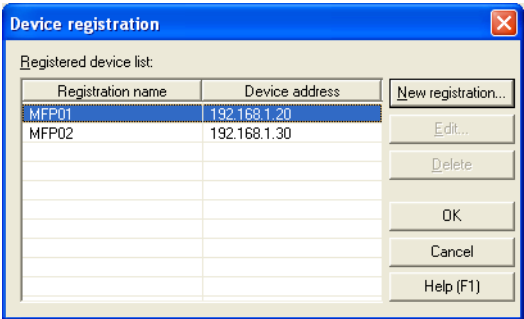 Device registration
Registered device list:
Registration name Device address
MFP01 192.168.1.20
MFP02 192.168.1.30
New registration...
Edit...
Delete
OK
Cancel
Help (F1)